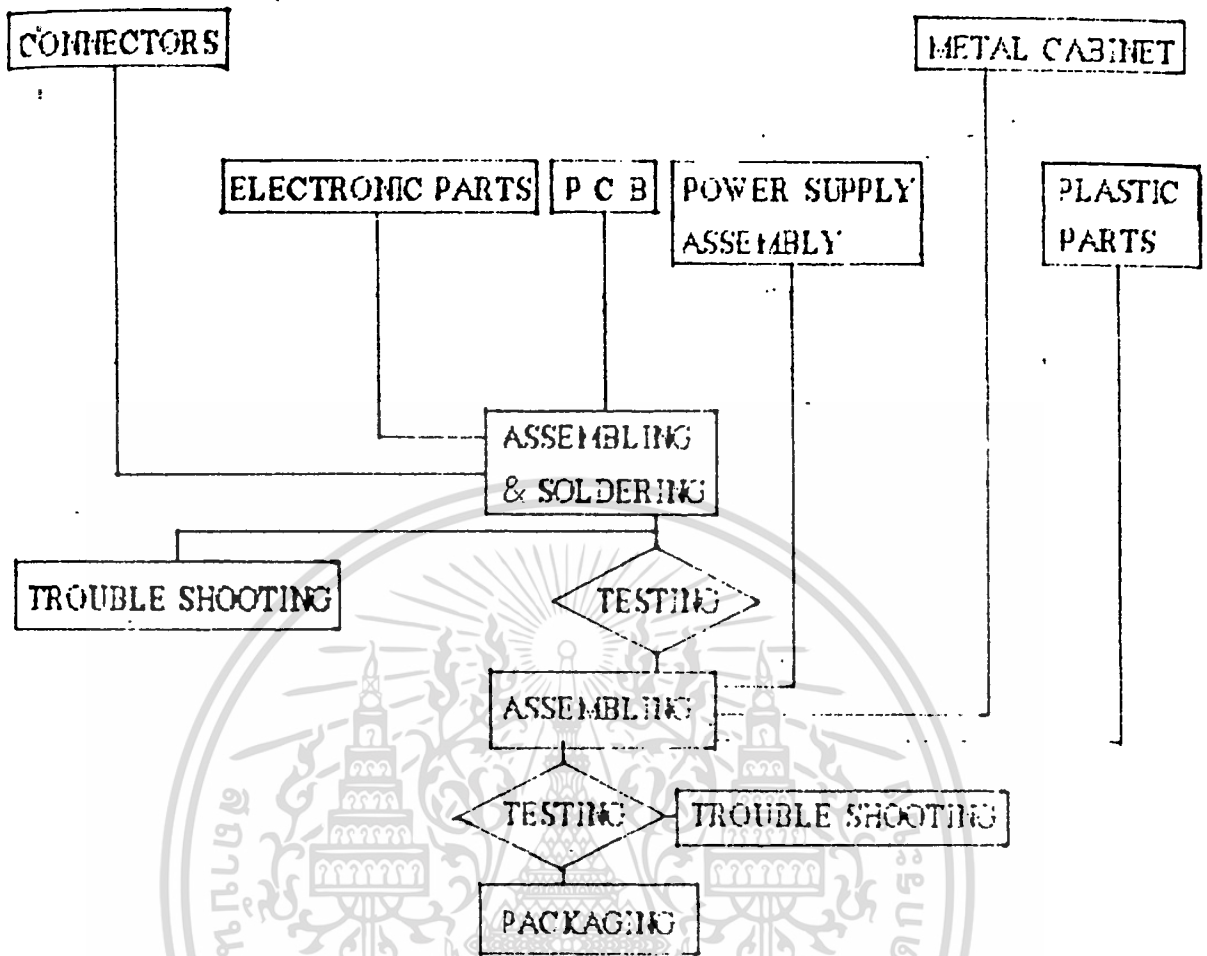 CONNECTORS
METAL CABINET
ELECTRONIC PARTS
P C B
POWER SUPPLY
ASSEMBLY
PLASTIC
PARTS
ASSEMBLING
& SOLDERING
TROUBLE SHOOTING
TESTING
ASSEMBLING
TESTING
TROUBLE SHOOTING
PACKAGING